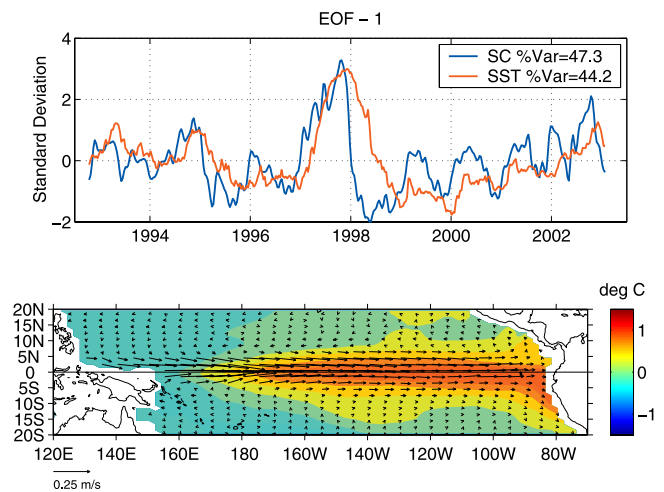 EOF – 1
Standard Deviation
4
2
0
−2
SC %Var=47.3
SST %Var=44.2
1994 1996 1998 2000 2002
deg C
20N
15N
10N
5N
0
5S
10S
15S
20S
1
0
−1
120E 140E 160E 180W 160W 140W 120W 100W 80W
0.25 m/s